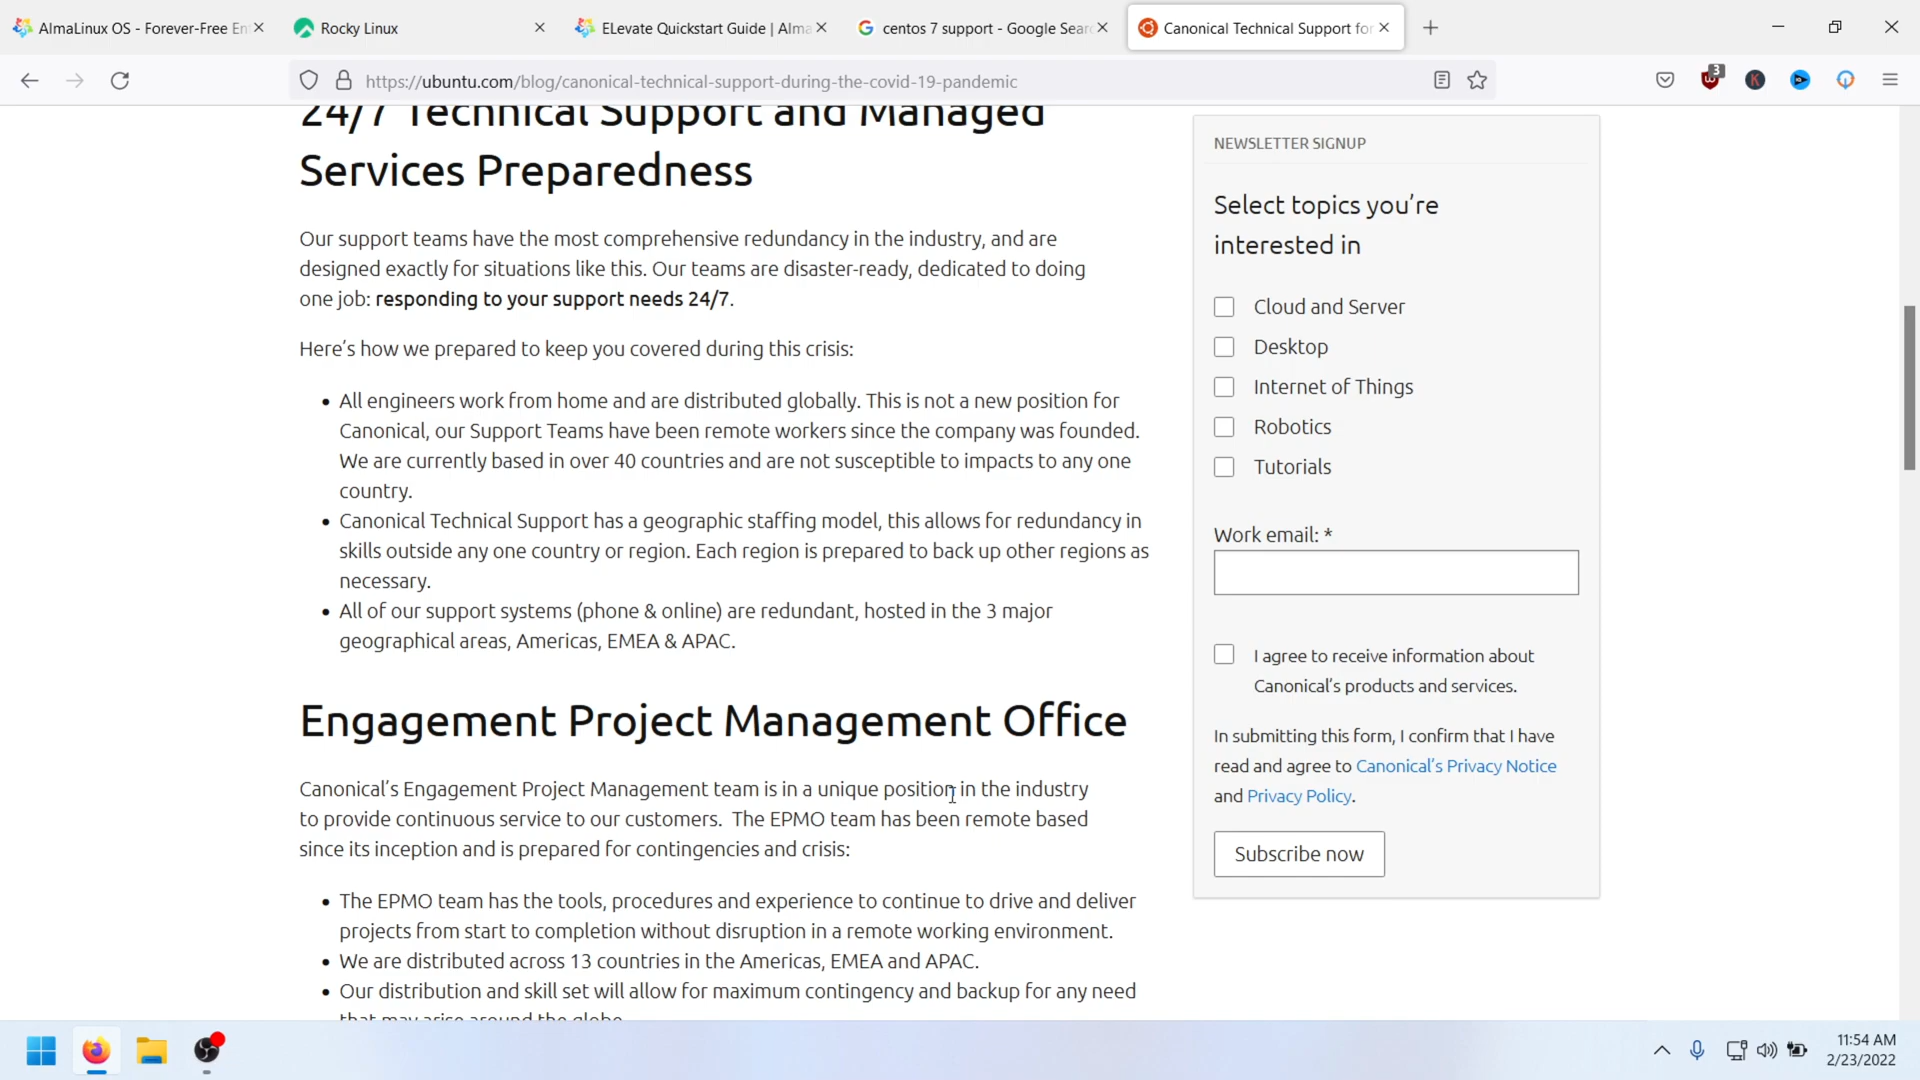 AlmaLinux OS - Forever-Free En
Rocky Linux
ELevate Quickstart Guide | Alma
centos 7 support - Google Searc
Canonical Technical Support for
https://ubuntu.com/blog/canonical-technical-support-during-the-covid-19-pandemic
3
K
24/7 Technical Support and Managed
Services Preparedness
Our support teams have the most comprehensive redundancy in the industry, and are
designed exactly for situations like this. Our teams are disaster-ready, dedicated to doing
one job: responding to your support needs 24/7.
Here’s how we prepared to keep you covered during this crisis:
All engineers work from home and are distributed globally. This is not a new position for
Canonical, our Support Teams have been remote workers since the company was founded.
We are currently based in over 40 countries and are not susceptible to impacts to any one
country.
Canonical Technical Support has a geographic staffing model, this allows for redundancy in
skills outside any one country or region. Each region is prepared to back up other regions as
necessary.
All of our support systems (phone & online) are redundant, hosted in the 3 major
geographical areas, Americas, EMEA & APAC.
Engagement Project Management Office
Canonical’s Engagement Project Management team is in a unique position in the industry
to provide continuous service to our customers.  The EPMO team has been remote based
since its inception and is prepared for contingencies and crisis:
The EPMO team has the tools, procedures and experience to continue to drive and deliver
projects from start to completion without disruption in a remote working environment.
We are distributed across 13 countries in the Americas, EMEA and APAC.
Our distribution and skill set will allow for maximum contingency and backup for any need
that may arise around the globe.
NEWSLETTER SIGNUP
Select topics you’re
interested in
Cloud and Server
Desktop
Internet of Things
Robotics
Tutorials
Work email: *
I agree to receive information about
Canonical’s products and services.
In submitting this form, I confirm that I have
read and agree to Canonical’s Privacy Notice
and Privacy Policy.
Subscribe now
11:54 AM
2/23/2022